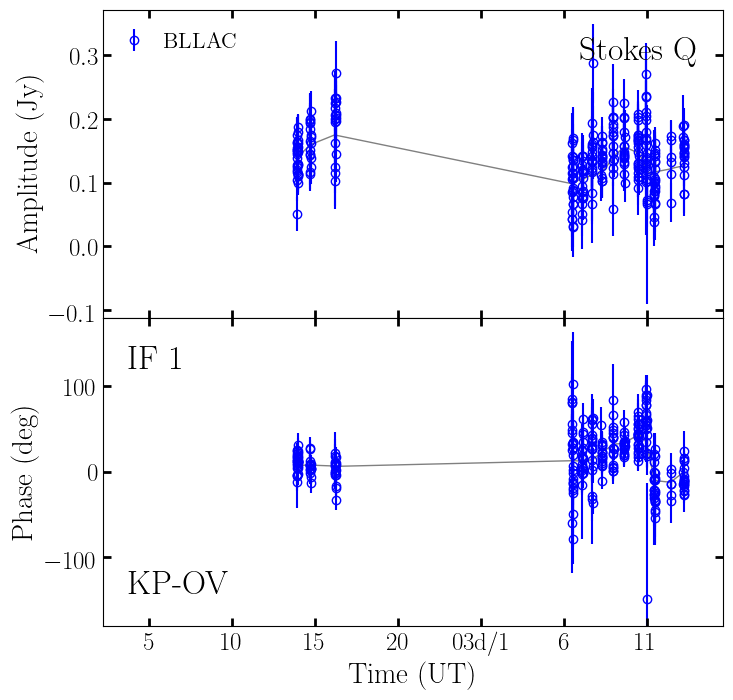 BLLAC
Stokes Q
Amplitude (Jy)
0.3
0.2
0.1
0.0
−0.1
IF 1
KP-OV
Phase (deg)
100
0
−100
5 10 15 20 03d/1 6 11
Time (UT)